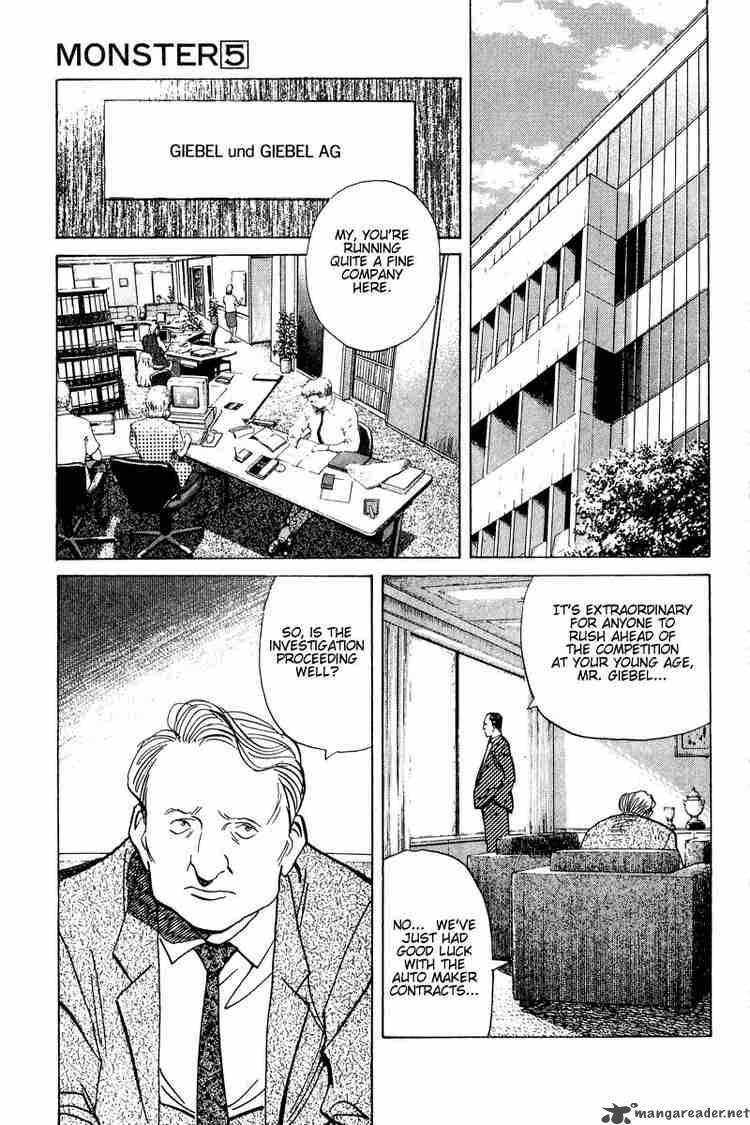 MONSTER 5
GIEBEL und GIEBEL AG
MY, YOU'RE
RUNNING
QUITE A FINE
COMPANY
HERE.
IT'S EXTRAORDINARY
FOR ANYONE TO
RUSH AHEAD OF
THE COMPETITION
AT YOUR YOUNG AGE,
MR. GIEBEL...
NO... WE'VE
JUST HAD
GOOD LUCK
WITH THE
AUTO MAKER
CONTRACTS...
SO, IS THE
INVESTIGATION
PROCEEDING
WELL?
mangareader.net